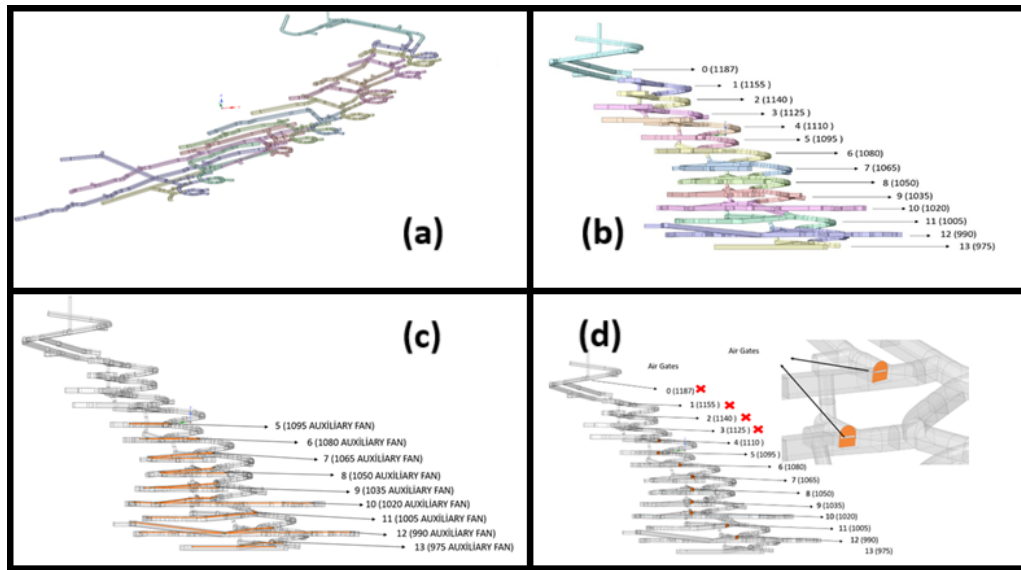 (a)
0 (1187)
1 (1155)
2 (1140)
3 (1125)
4 (1110)
5 (1095)
6 (1080)
7 (1065)
8 (1050)
9 (1035)
10 (1020)
11 (1005)
12 (990)
13 (975)
(b)
(c)
5 (1095 AUXİLİARY FAN)
6 (1080 AUXİLİARY FAN)
7 (1065 AUXİLİARY FAN)
8 (1050 AUXİLİARY FAN)
9 (1035 AUXİLİARY FAN)
10 (1020 AUXİLİARY FAN)
11 (1005 AUXİLİARY FAN)
12 (990 AUXİLİARY FAN)
13 (975 AUXİLİARY FAN)
(d)
Air Gates
Air Gates
0 (1187)
1 (1155 )
2 (1140 )
3 (1125 )
4 (1110 )
5 (1095 )
6 (1080)
7 (1065)
8 (1050)
9 (1035)
10 (1020)
11 (1005)
12 (990)
13 (975)